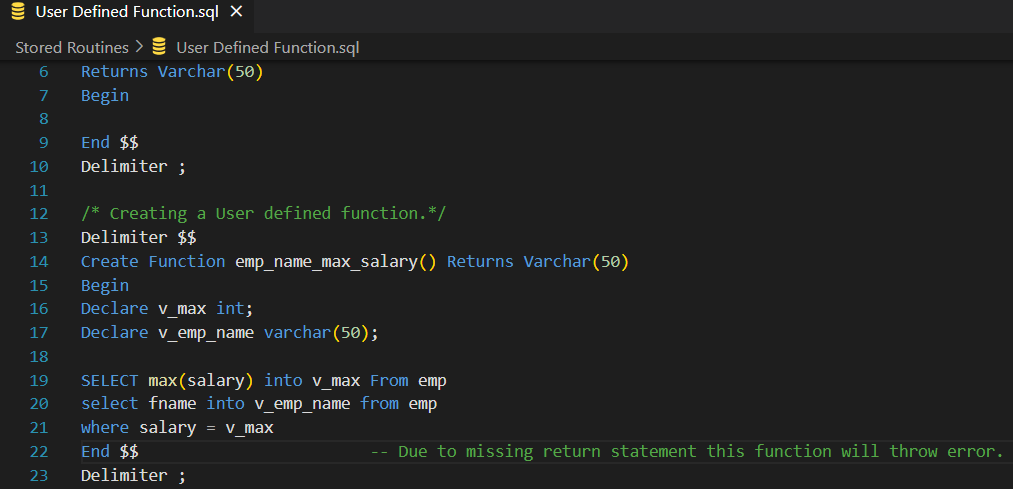 User Defined Function.sql ×
Stored Routines > User Defined Function.sql
6 Returns Varchar(50)
7 Begin
8
9 End $$
10 Delimiter ;
11
12 /* Creating a User defined function.*/
13 Delimiter $$
14 Create Function emp_name_max_salary() Returns Varchar(50)
15 Begin
16 Declare v_max int;
17 Declare v_emp_name varchar(50);
18
19 SELECT max(salary) into v_max From emp
20 select fname into v_emp_name from emp
21 where salary = v_max
22 End $$ -- Due to missing return statement this function will throw error.
23 Delimiter ;